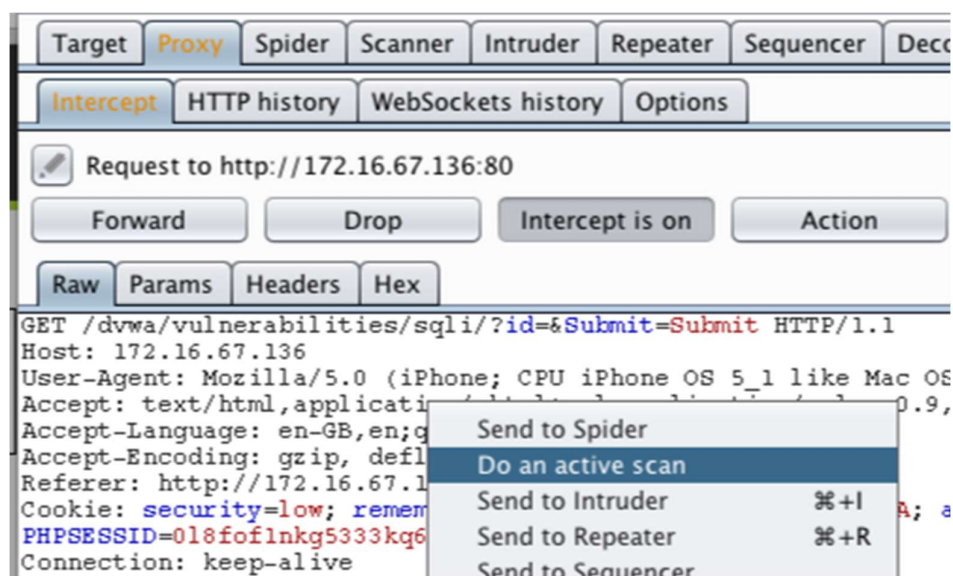 Target Proxy Spider Scanner Intruder Repeater Sequencer
Intercept HTTP history WebSockets history Options
Request to http://172.16.67.136:80
Forward Drop Intercept is on Action
Raw Params Headers Hex
GET /dvwa/vulnerabilities/sqli/?id=&Submit=Submit HTTP/1.1
Host: 172.16.67.136
User-Agent: Mozilla/5.0 (iPhone; CPU iPhone OS 5_1 like Mac OS
Accept: text/html,applicati 0.9,
Accept-Language: en-GB,en;q
Accept-Encoding: gzip, defl
Referer: http://172.16.67.1
Cookie: security=low; remem A; a
PHPSESSID=0l8fof1nkg5333kq6
Connection: keep-alive
Send to Spider
Do an active scan
Send to Intruder ⌘+I
Send to Repeater ⌘+R
Send to Sequencer